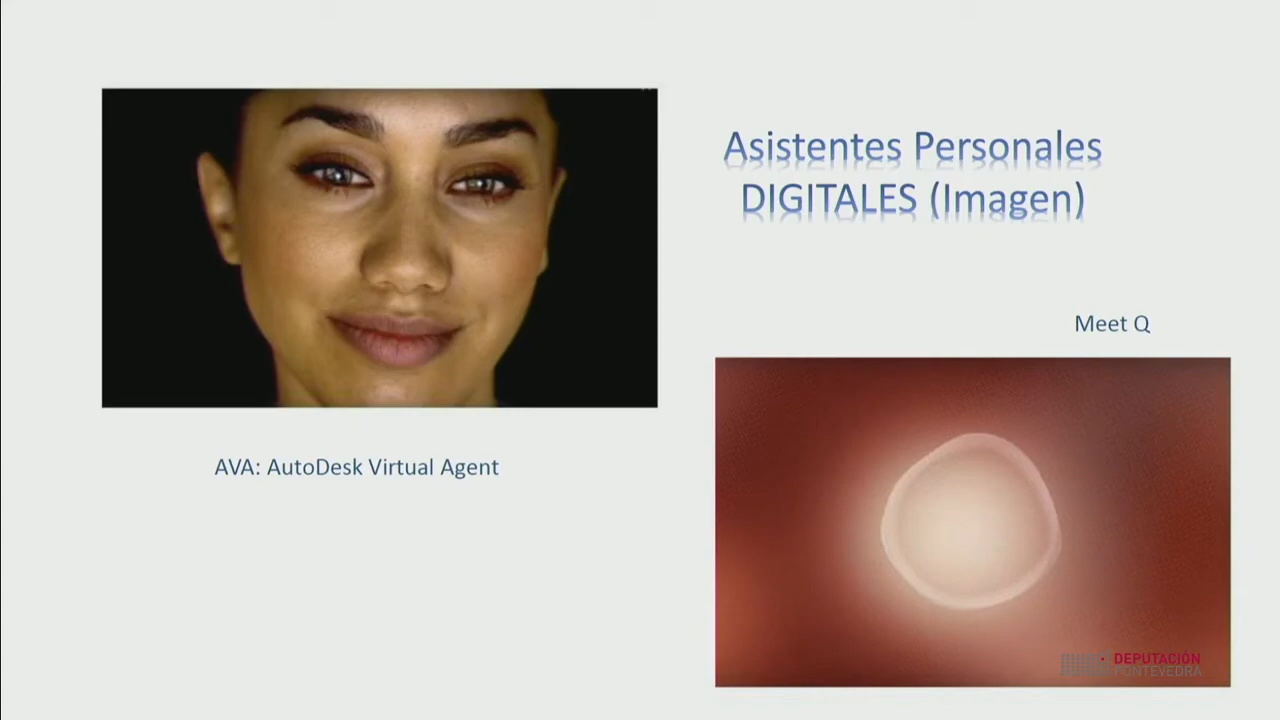 Asistentes Personales
DIGITALES (Imagen)
Meet Q
AVA: AutoDesk Virtual Agent
DEPUTACIÓN
PONTEVEDRA